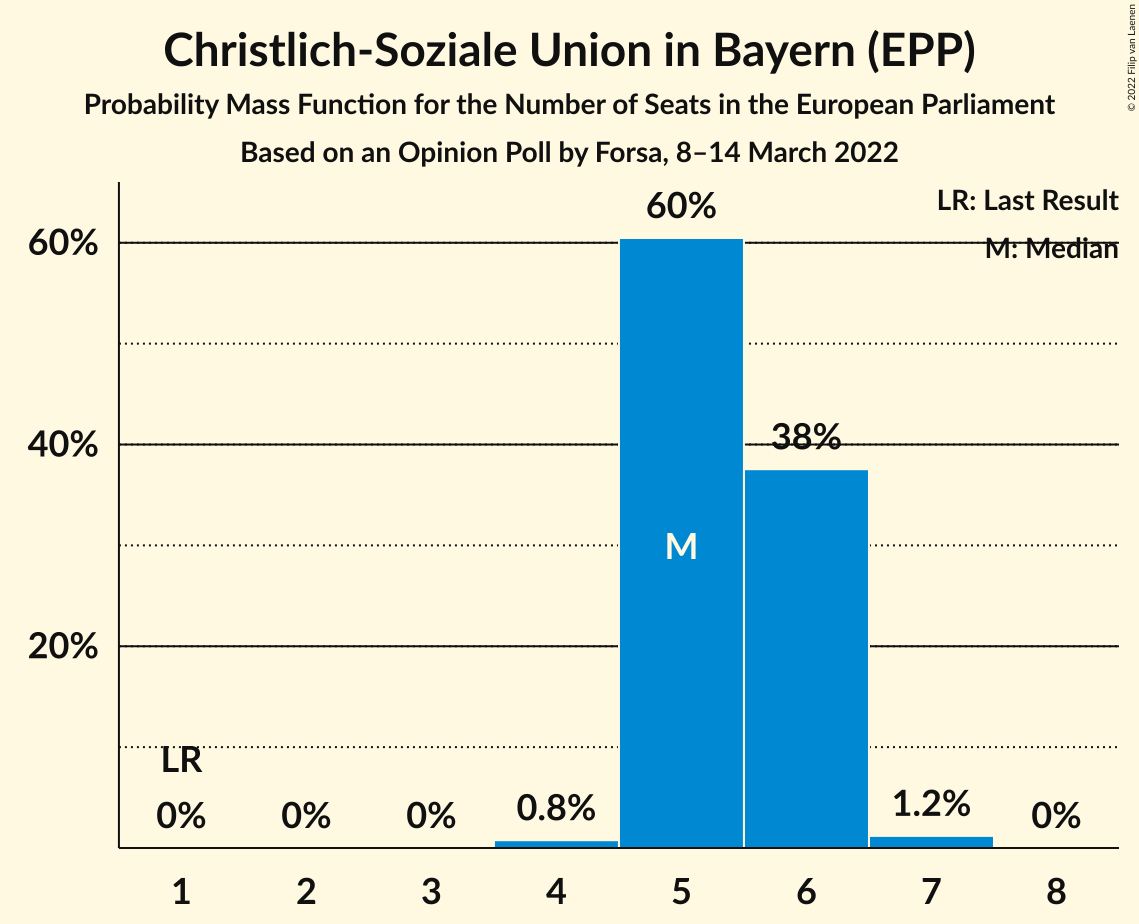 Christlich-Soziale Union in Bayern (EPP)
Probability Mass Function for the Number of Seats in the European Parliament
Based on an Opinion Poll by Forsa, 8–14 March 2022
© 2022 Filip van Laenen
LR: Last Result
M: Median
60%
40%
20%
60%
38%
M
LR
0%
0%
0%
0.8%
1.2%
0%
1 2 3 4 5 6 7 8